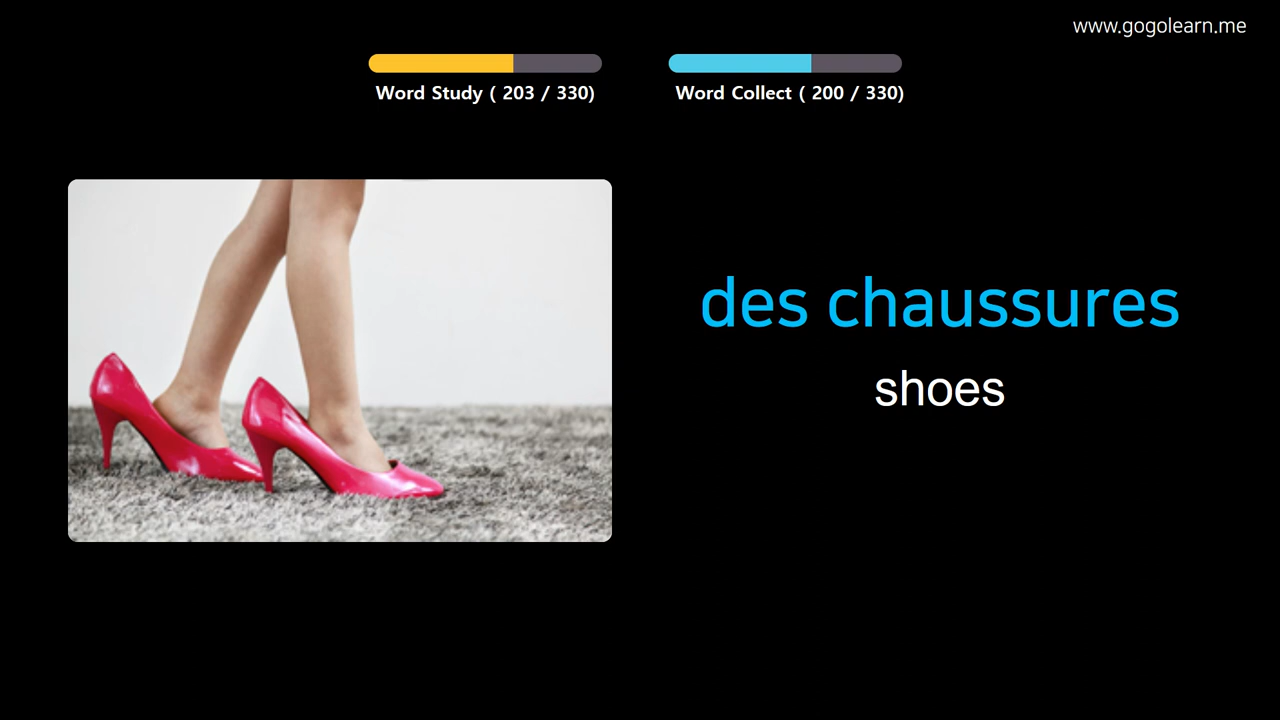 www.gogolearn.me
Word Study ( 203 / 330)
Word Collect ( 200 / 330)
des chaussures
shoes